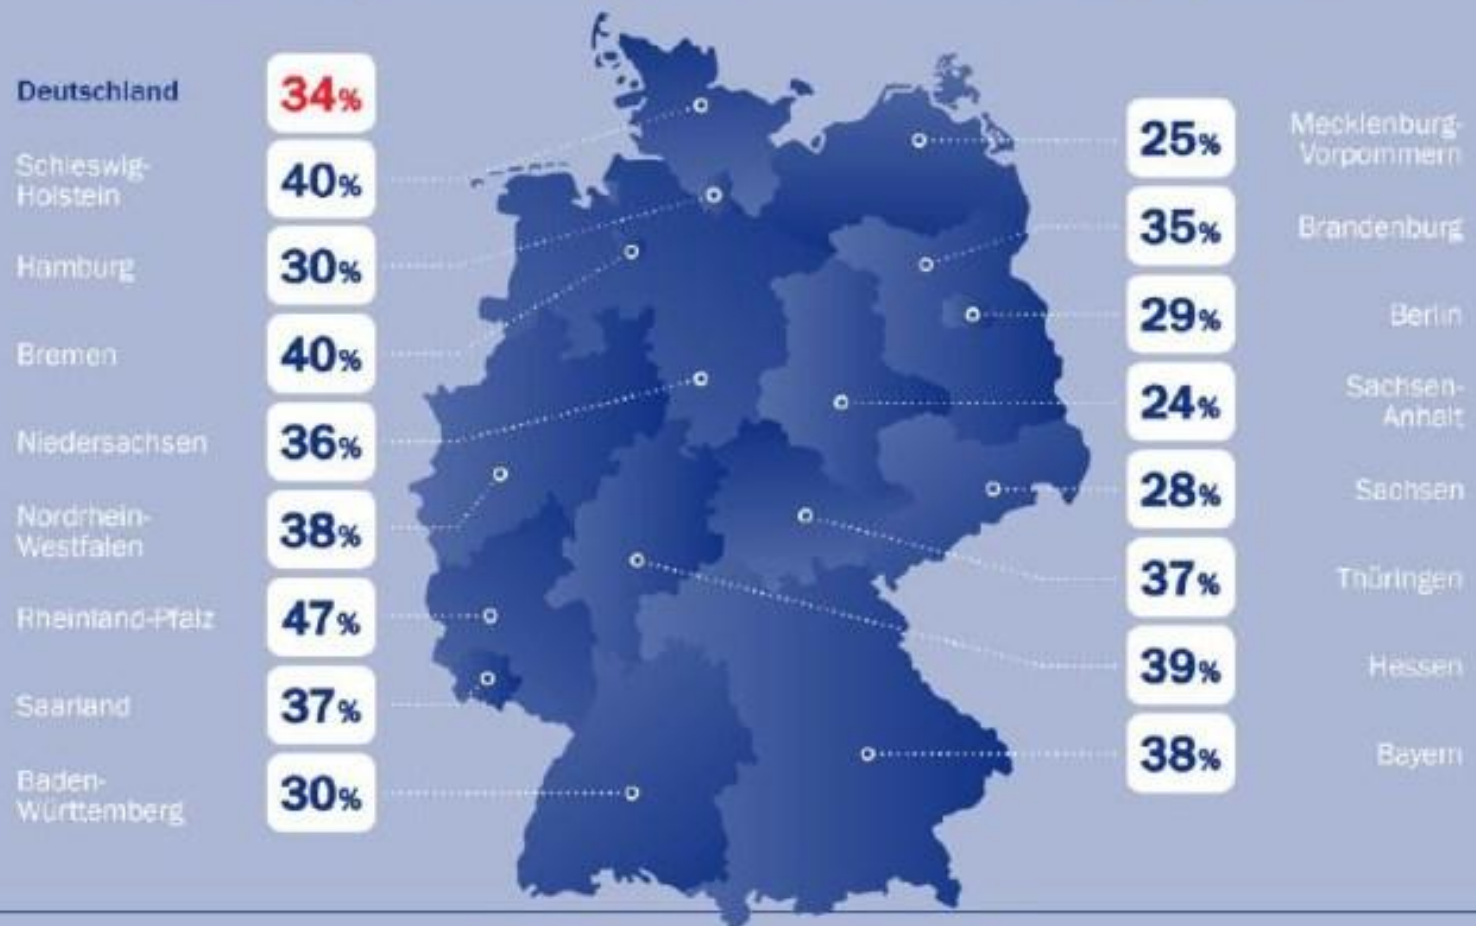 Deutschland 34%
Schleswig-
Holstein 40%
Hamburg 30%
Bremen 40%
Niedersachsen 36%
Nordrhein-
Westfalen 38%
Rheinland-Pfalz 47%
Saarland 37%
Baden-
Württemberg 30%
25% Mecklenburg-
Vorpommern
35% Brandenburg
29% Berlin
24% Sachsen-
Anhalt
28% Sachsen
37% Thüringen
39% Hessen
38% Bayern